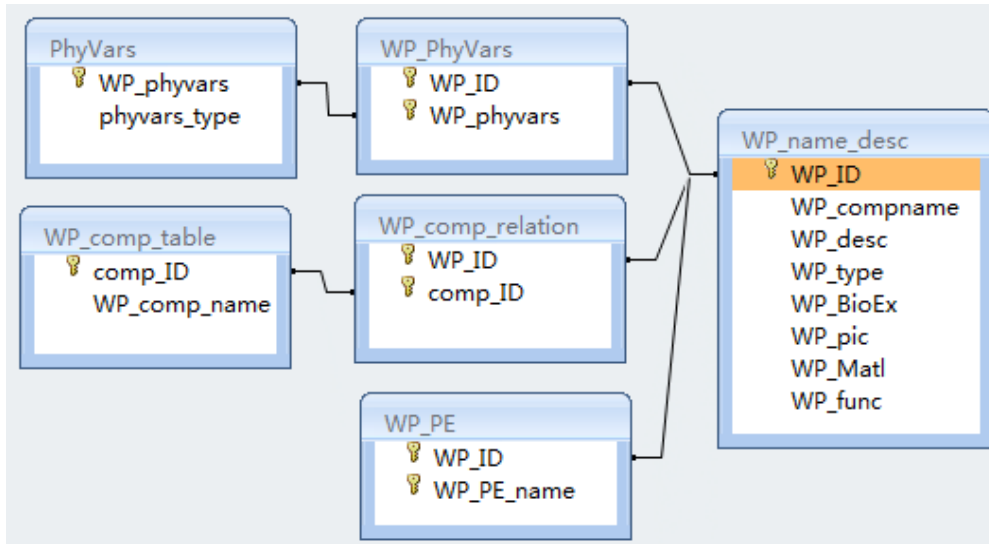 PhyVars
WP_phyvars
phyvars_type
WP_PhyVars
WP_ID
WP_phyvars
WP_comp_table
comp_ID
WP_comp_name
WP_comp_relation
WP_ID
comp_ID
WP_PE
WP_ID
WP_PE_name
WP_name_desc
WP_ID
WP_compname
WP_desc
WP_type
WP_BioEx
WP_pic
WP_Matl
WP_func